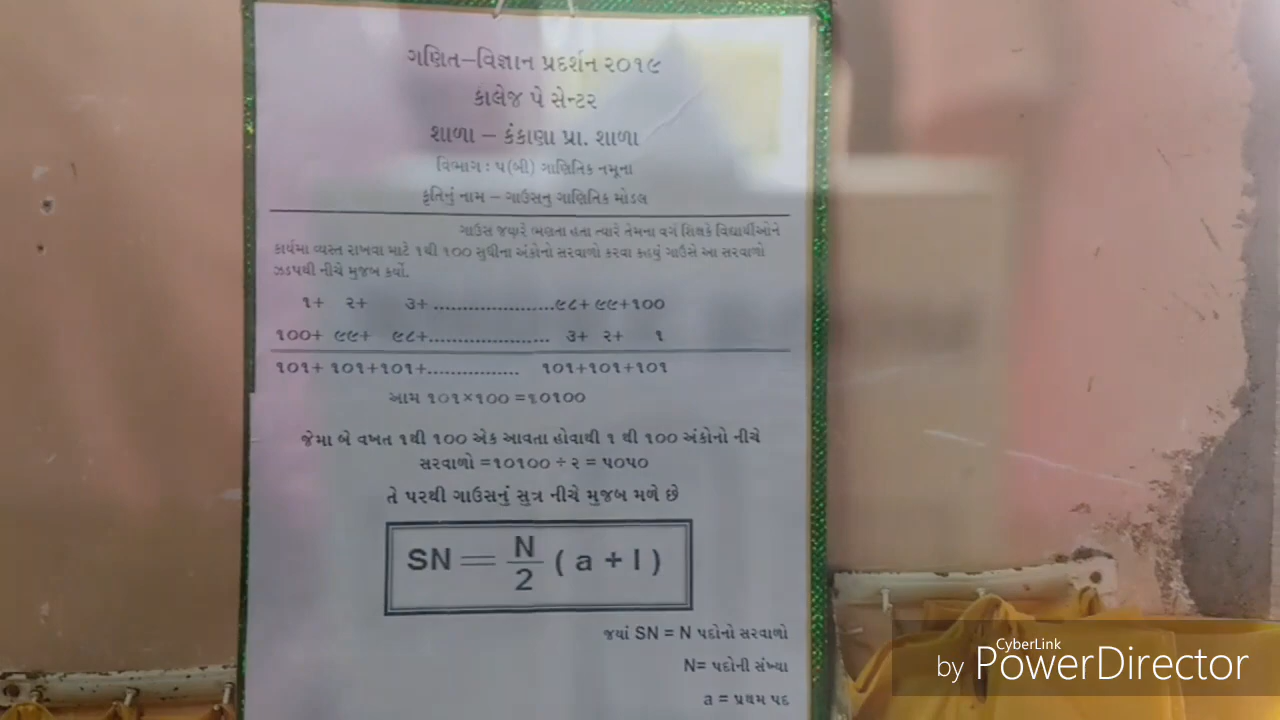 ગણિત–વિજ્ઞાન પ્રદર્શન ૨૦૧૯
કાલેજ પે સેન્ટર
શાળા – કંકાણા પ્રા. શાળા
વિભાગ : ૫(બી) ગાણિતિક નમૂના
કૃતિનું નામ – ગાઉસનુ ગાણિતિક મોડલ
ગાઉસ જયારે ભણતા હતા ત્યારે તેમના વર્ગ શિક્ષકે વિદ્યાર્થીઓને
કાર્યમા વ્યસ્ત રાખવા માટે ૧થી ૧૦૦ સુધીના અંકોનો સરવાળો કરવા કહયું ગાઉસે આ સરવાળો
ઝડપથી નીચે મુજબ કર્યો.
૧+ ૨+ ૩+ .....................૯૮+ ૯૯+૧૦૦
૧૦૦+ ૯૯+ ૯૮+..................... ૩+ ૨+ ૧
૧૦૧+ ૧૦૧+૧૦૧+................ ૧૦૧+૧૦૧+૧૦૧
આમ ૧૦૧×૧૦૦ =૧૦૧૦૦
જેમા બે વખત ૧થી ૧૦૦ એક આવતા હોવાથી ૧ થી ૧૦૦ અંકોનો નીચે
સરવાળો =૧૦૧૦૦ ÷ ૨ = ૫૦૫૦
તે પરથી ગાઉસનું સુત્ર નીચે મુજબ મળે છે
SN = N/2 ( a + l )
જયાં SN = N પદોનો સરવાળો
N= પદોની સંખ્યા
a = પ્રથમ પદ
CyberLink
by PowerDirector